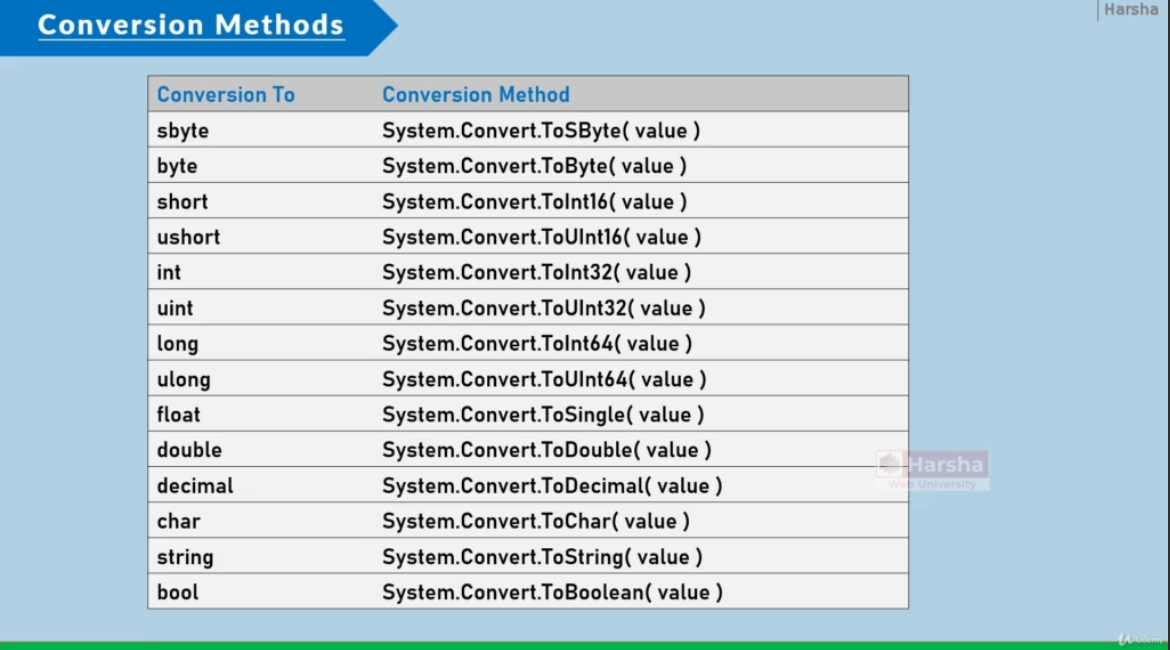 Conversion Methods
Harsha
Conversion To Conversion Method
sbyte System.Convert.ToSByte( value )
byte System.Convert.ToByte( value )
short System.Convert.ToInt16( value )
ushort System.Convert.ToUInt16( value )
int System.Convert.ToInt32( value )
uint System.Convert.ToUInt32( value )
long System.Convert.ToInt64( value )
ulong System.Convert.ToUInt64( value )
float System.Convert.ToSingle( value )
double System.Convert.ToDouble( value )
Harsha
Web University
decimal System.Convert.ToDecimal( value )
char System.Convert.ToChar( value )
string System.Convert.ToString( value )
bool System.Convert.ToBoolean( value )
Udemy